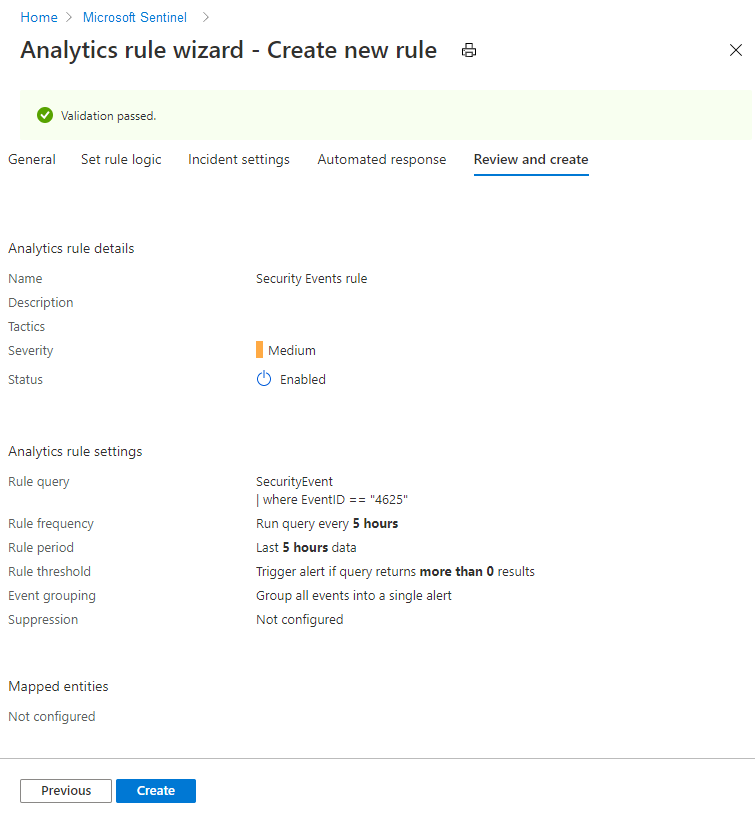 Home > Microsoft Sentinel >
Analytics rule wizard - Create new rule
Validation passed.
General Set rule logic Incident settings Automated response Review and create
Analytics rule details
Name Security Events rule
Description
Tactics
Severity Medium
Status Enabled
Analytics rule settings
Rule query SecurityEvent
| where EventID == "4625"
Rule frequency Run query every 5 hours
Rule period Last 5 hours data
Rule threshold Trigger alert if query returns more than 0 results
Event grouping Group all events into a single alert
Suppression Not configured
Mapped entities
Not configured
Previous Create